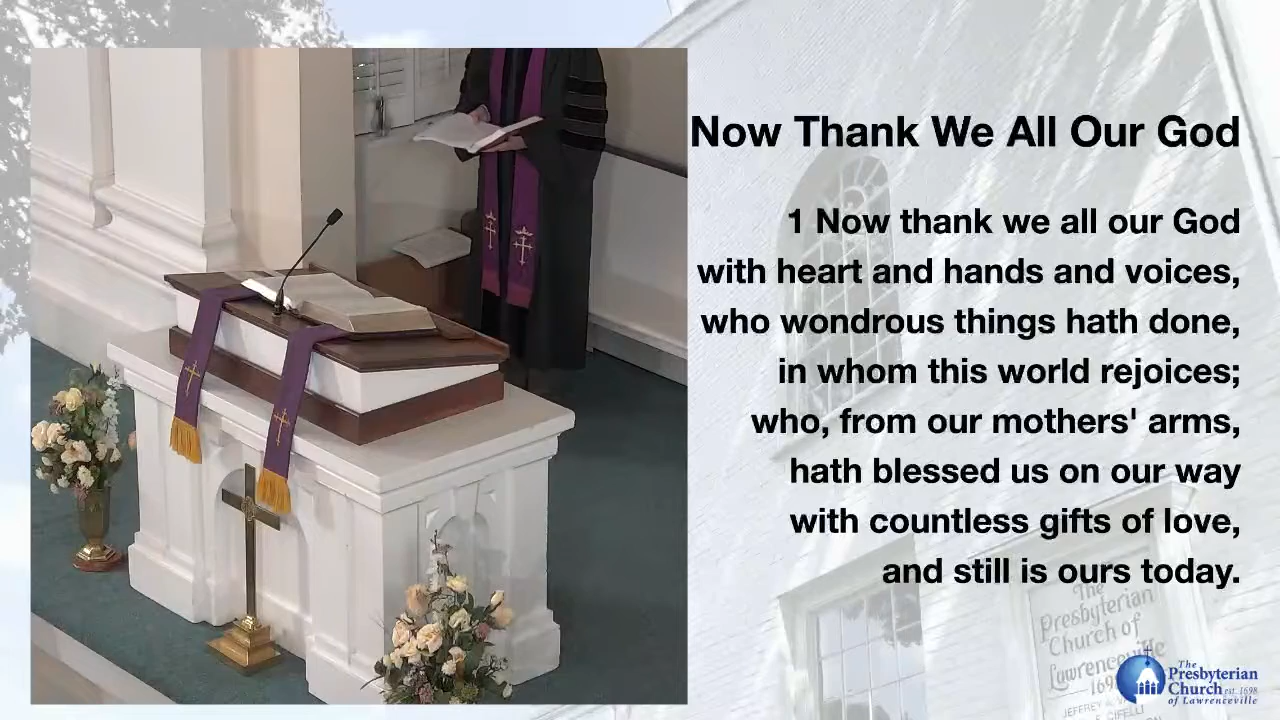 Now Thank We All Our God
1 Now thank we all our God
with heart and hands and voices,
who wondrous things hath done,
in whom this world rejoices;
who, from our mothers' arms,
hath blessed us on our way
with countless gifts of love,
and still is ours today.
The
Presbyterian
Church of
Lawrenceville
The
Presbyterian
Church est. 1698
of Lawrenceville